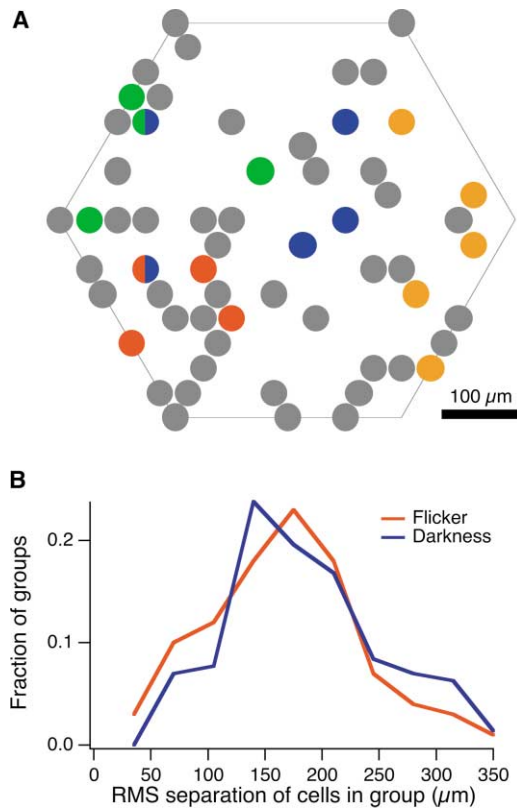 A
100 µm
B
Flicker
Darkness
Fraction of groups
0.2
0.1
0.0
0 50 100 150 200 250 300 350
RMS separation of cells in group (µm)